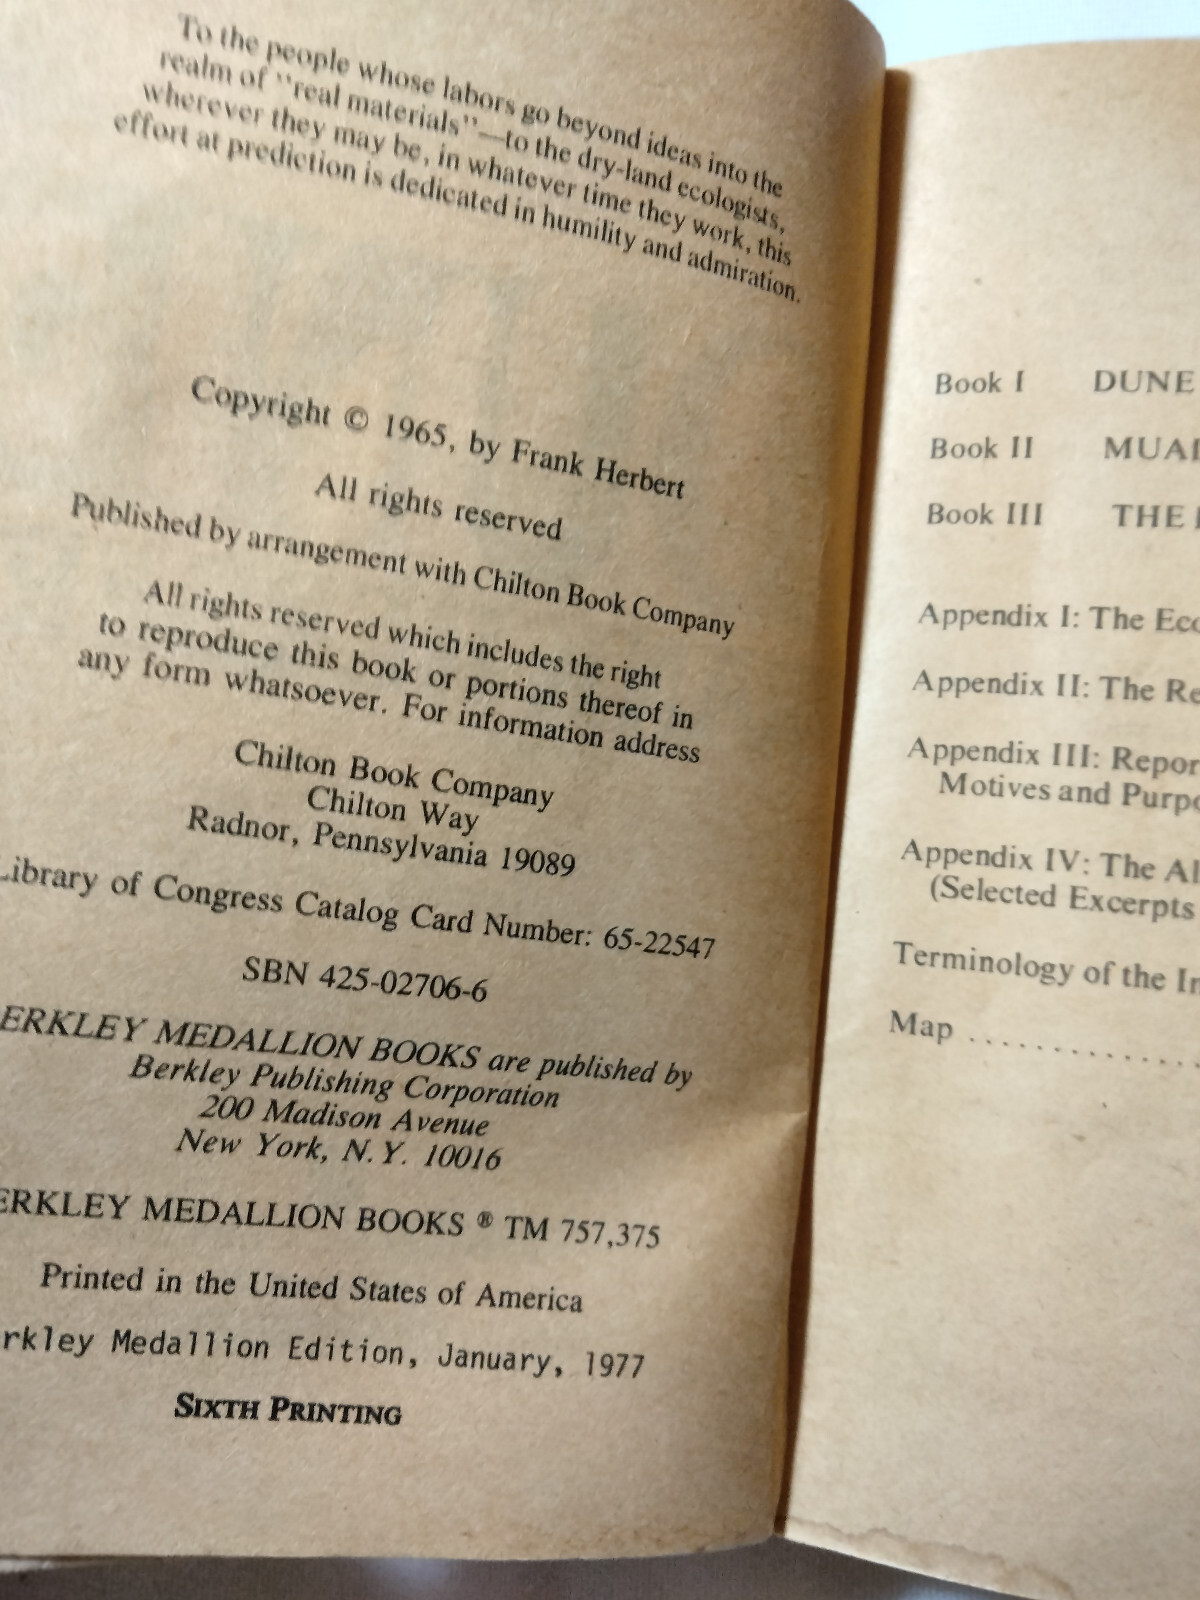 To the people whose labors go beyond ideas into the
realm of "real materials"—to the dry-land ecologists,
wherever they may be, in whatever time they work, this
effort at prediction is dedicated in humility and admiration.
Copyright © 1965, by Frank Herbert
All rights reserved
Published by arrangement with Chilton Book Company
All rights reserved which includes the right
to reproduce this book or portions thereof in
any form whatsoever. For information address
Chilton Book Company
Chilton Way
Radnor, Pennsylvania 19089
Library of Congress Catalog Card Number: 65-22547
SBN 425-02706-6
ERKLEY MEDALLION BOOKS are published by
Berkley Publishing Corporation
200 Madison Avenue
New York, N.Y. 10016
ERKLEY MEDALLION BOOKS ® TM 757,375
Printed in the United States of America
rkley Medallion Edition, January, 1977
SIXTH PRINTING
Book I DUNE
Book II MUAI
Book III THE
Appendix I: The Eco
Appendix II: The Re
Appendix III: Repor
Motives and Purpo
Appendix IV: The Al
(Selected Excerpts
Terminology of the Im
Map ..............